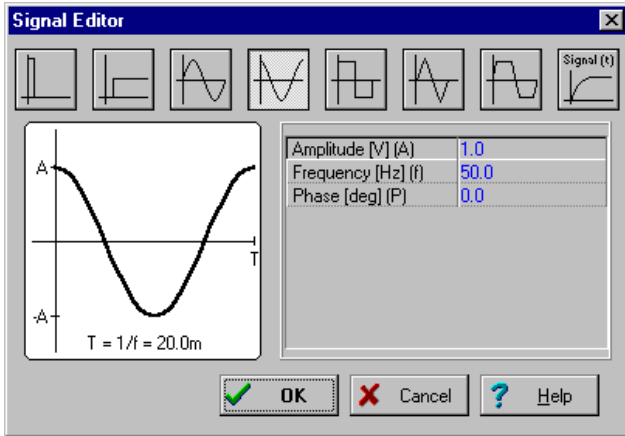 Signal Editor
Signal (t)
A
T
-A
T = 1/f = 20.0m
Amplitude [V] (A) 1.0
Frequency [Hz] (f) 50.0
Phase [deg] (P) 0.0
OK
Cancel
Help